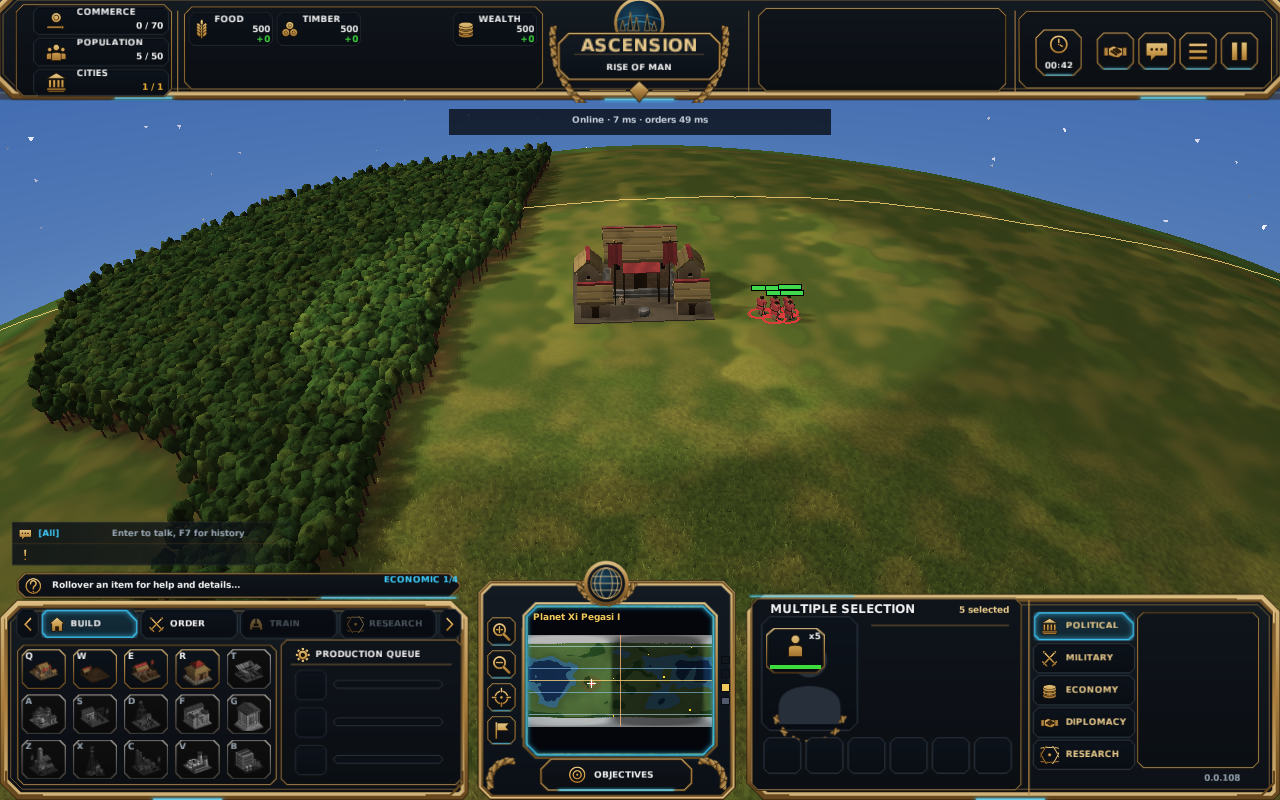 COMMERCE
0 / 70
POPULATION
5 / 50
CITIES
1 / 1
FOOD
500
+0
TIMBER
500
+0
WEALTH
500
+0
ASCENSION
RISE OF MAN
00:42
Online · 7 ms · orders 49 ms
[All] Enter to talk, F7 for history
!
Rollover an item for help and details...
ECONOMIC 1/4
BUILD
ORDER
TRAIN
RESEARCH
Q W E R T
A S D F G
Z X C V B
PRODUCTION QUEUE
Planet Xi Pegasi I
OBJECTIVES
MULTIPLE SELECTION
5 selected
x5
POLITICAL
MILITARY
ECONOMY
DIPLOMACY
RESEARCH
0.0.108